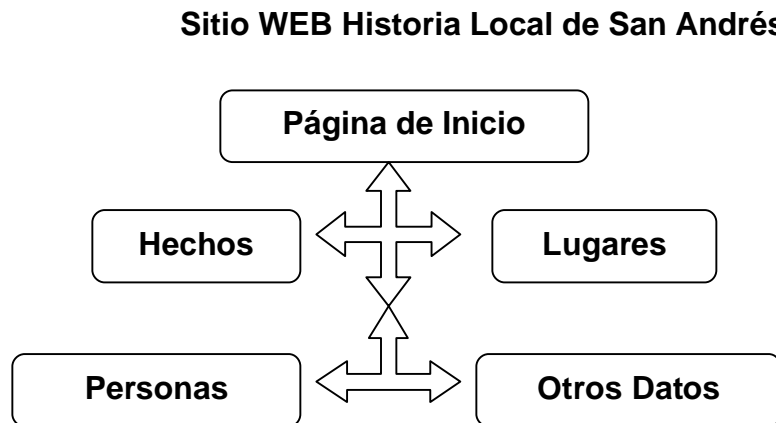 Sitio WEB Historia Local de San Andrés
Página de Inicio
Hechos
Lugares
Personas
Otros Datos